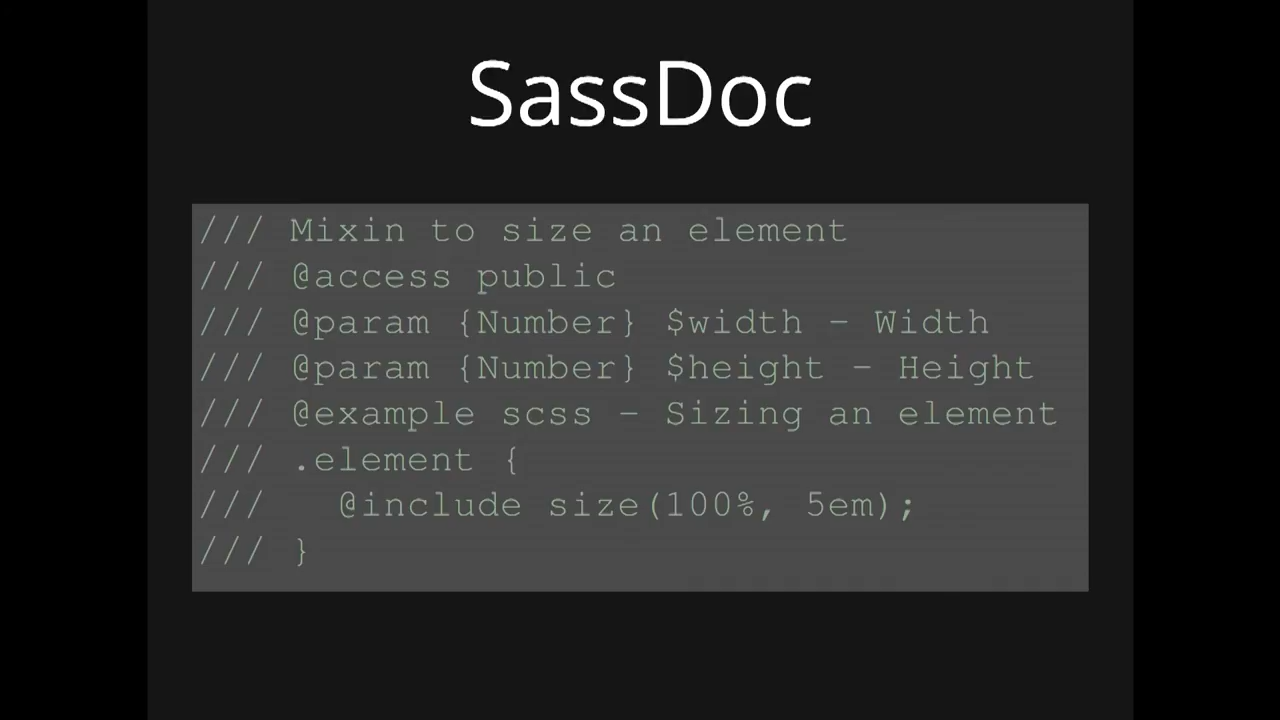 SassDoc
/// Mixin to size an element
/// @access public
/// @param {Number} $width - Width
/// @param {Number} $height - Height
/// @example scss - Sizing an element
/// .element {
///   @include size(100%, 5em);
/// }